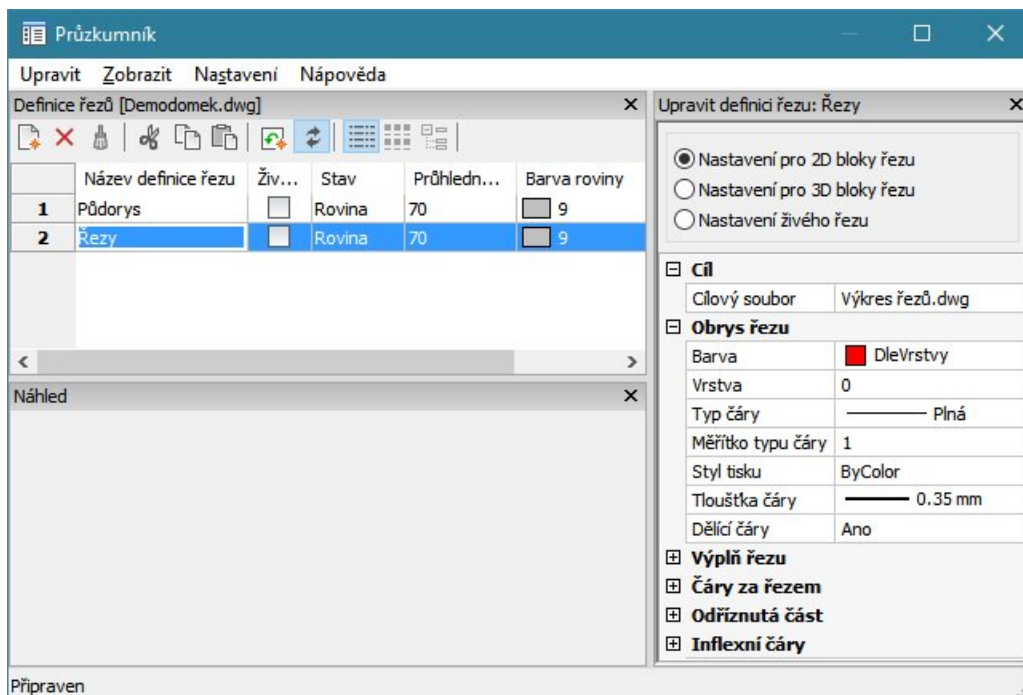 Průzkumník
Upravit Zobrazit Nastavení Nápověda
Definice řezů [Demodomek.dwg]
Název definice řezu Živ... Stav Průhledn... Barva roviny
1 Půdorys Rovina 70 9
2 Řezy Rovina 70 9
Náhled
Upravit definici řezu: Řezy
Nastavení pro 2D bloky řezu
Nastavení pro 3D bloky řezu
Nastavení živého řezu
Cíl
Cílový soubor Výkres řezů.dwg
Obrys řezu
Barva DleVrstvy
Vrstva 0
Typ čáry Plná
Měřítko typu čáry 1
Styl tisku ByColor
Tloušťka čáry 0.35 mm
Dělící čáry Ano
Výplň řezu
Čáry za řezem
Odříznutá část
Inflexní čáry
Připraven